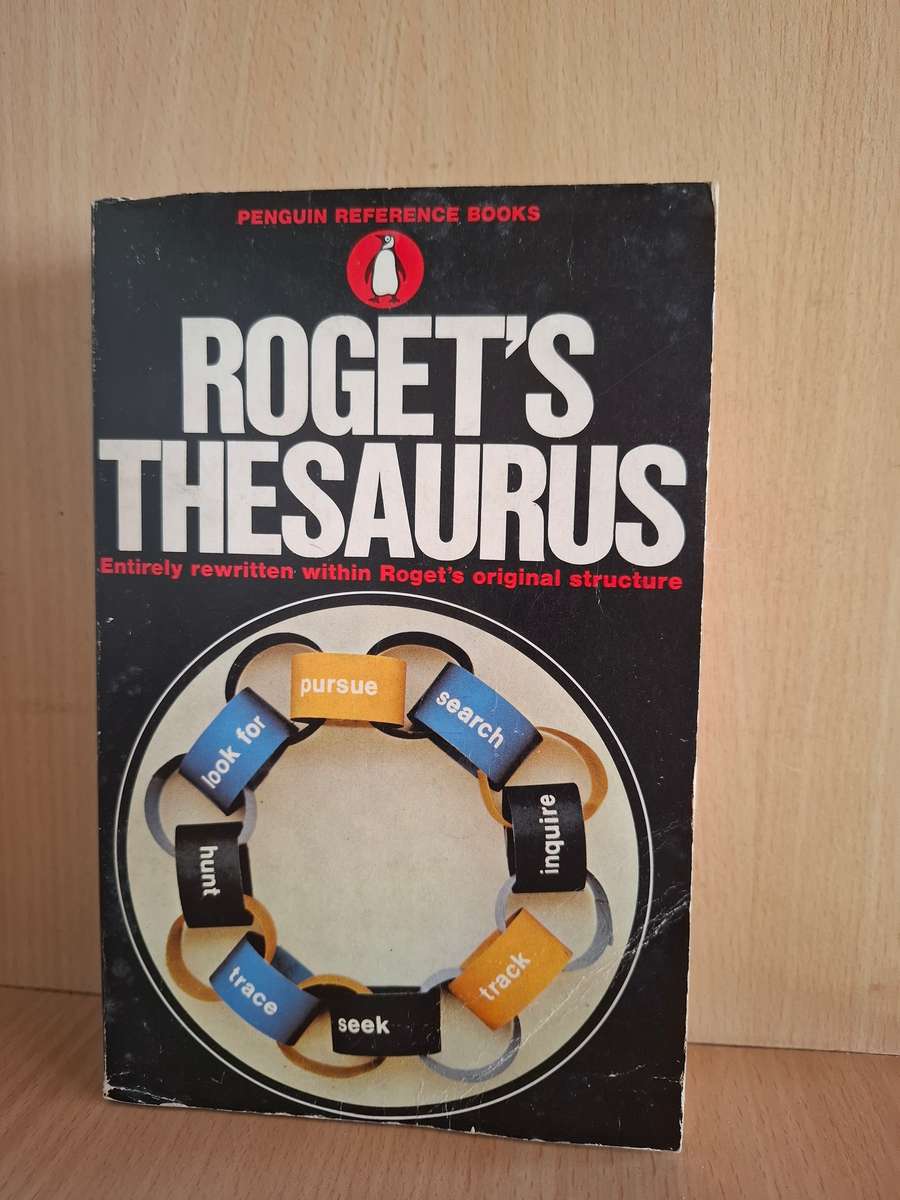 PENGUIN REFERENCE BOOKS
ROGET'S
THESAURUS
Entirely rewritten within Roget's original structure
pursue
search
inquire
track
seek
trace
hunt
look for